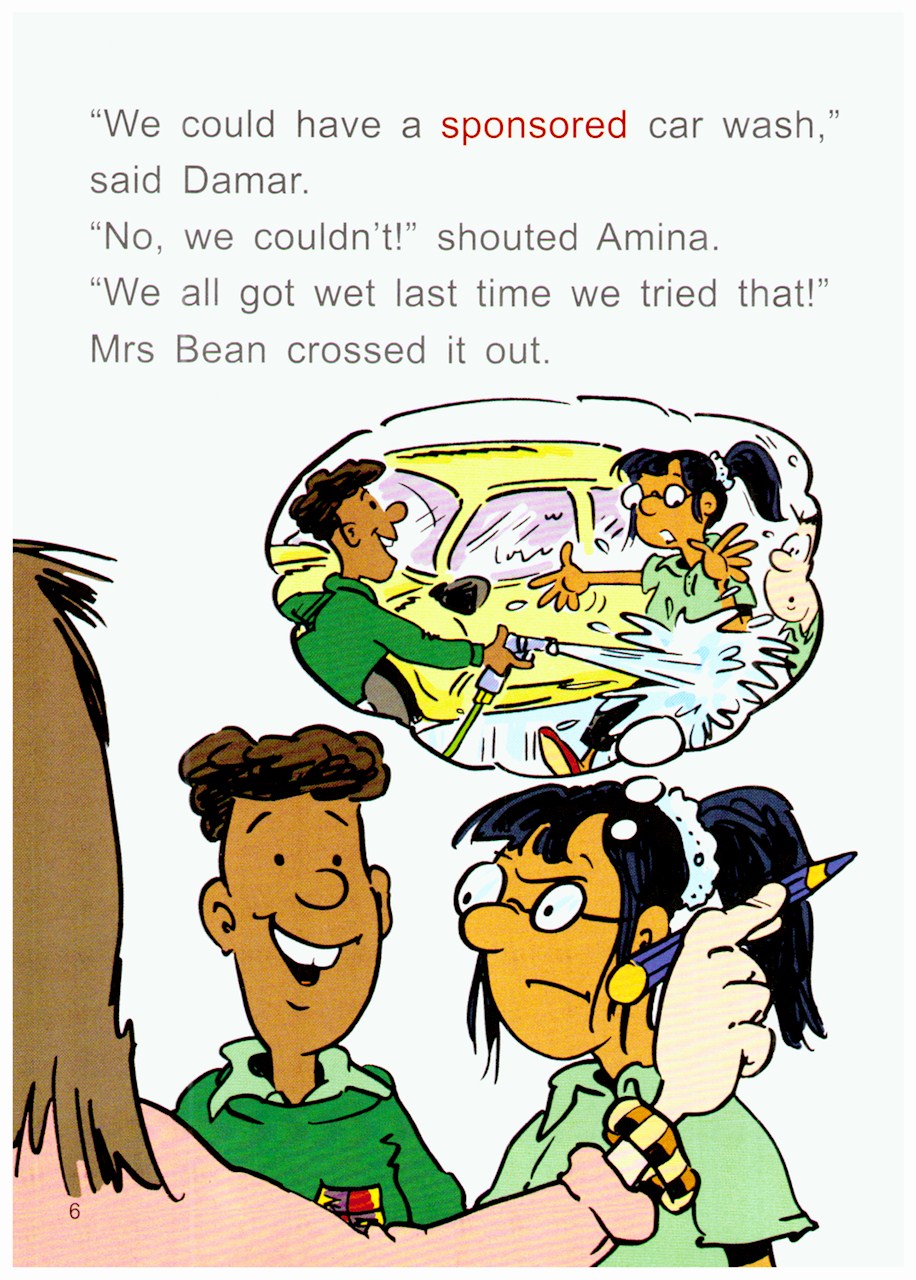 “We could have a sponsored car wash,”
said Damar.
“No, we couldn’t!” shouted Amina.
“We all got wet last time we tried that!”
Mrs Bean crossed it out.
6